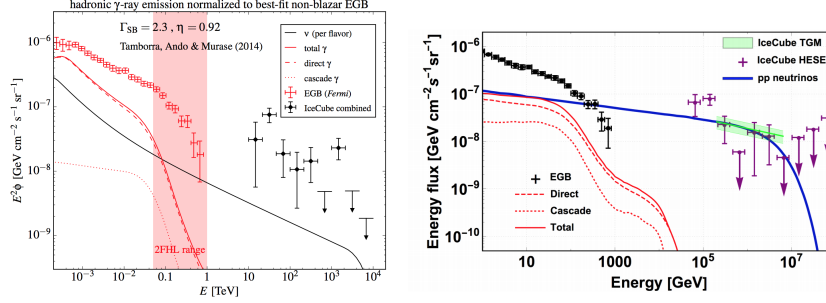 hadronic γ-ray emission normalized to best-fit non-blazar EGB
Γ_SB = 2.3, η = 0.92
Tamborra, Ando & Murase (2014)
ν (per flavor)
total γ
direct γ
cascade γ
EGB (Fermi)
IceCube combined
E²ϕ [GeV cm⁻² s⁻¹ sr⁻¹]
10⁻⁶
10⁻⁷
10⁻⁸
10⁻⁹
2FHL range
10⁻³ 10⁻² 0.1 1 10 10² 10³ 10⁴
E [TeV]
IceCube TGM
IceCube HESE
pp neutrinos
Energy flux [GeV cm⁻² s⁻¹ sr⁻¹]
10⁻⁶
10⁻⁷
10⁻⁸
10⁻⁹
10⁻¹⁰
EGB
Direct
Cascade
Total
10 1000 10⁵ 10⁷
Energy [GeV]